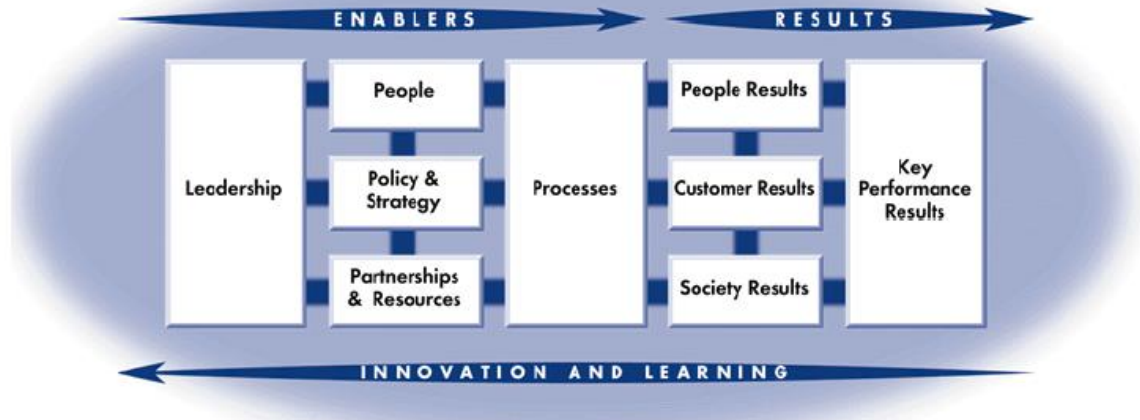 ENABLERS
RESULTS
Leadership
People
Policy &
Strategy
Partnerships
& Resources
Processes
People Results
Customer Results
Society Results
Key
Performance
Results
INNOVATION AND LEARNING